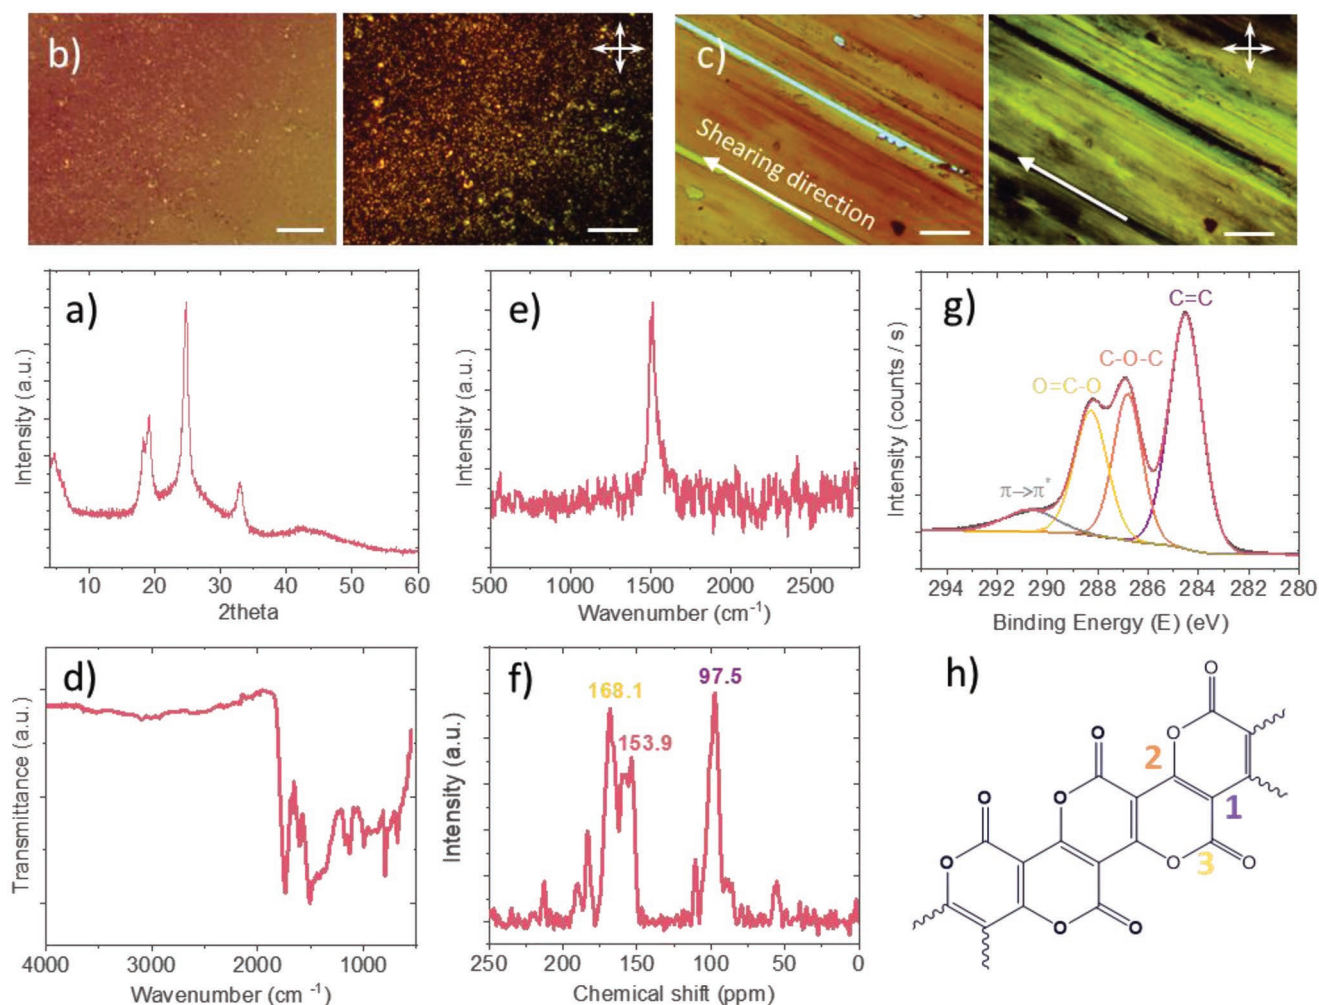 b)
c)
Shearing direction
a)
Intensity (a.u.)
10 20 30 40 50 60
2theta
e)
Intensity (a.u.)
500 1000 1500 2000 2500
Wavenumber (cm-1)
g)
C=C
C-O-C
O=C-O
π→π*
Intensity (counts / s)
294 292 290 288 286 284 282 280
Binding Energy (E) (eV)
d)
Transmittance (a.u.)
4000 3000 2000 1000
Wavenumber (cm -1)
f)
168.1
153.9
97.5
Intensity (a.u.)
250 200 150 100 50 0
Chemical shift (ppm)
h)
O
O
O
2
O
O
1
O
O
O
3
O
O
O
O